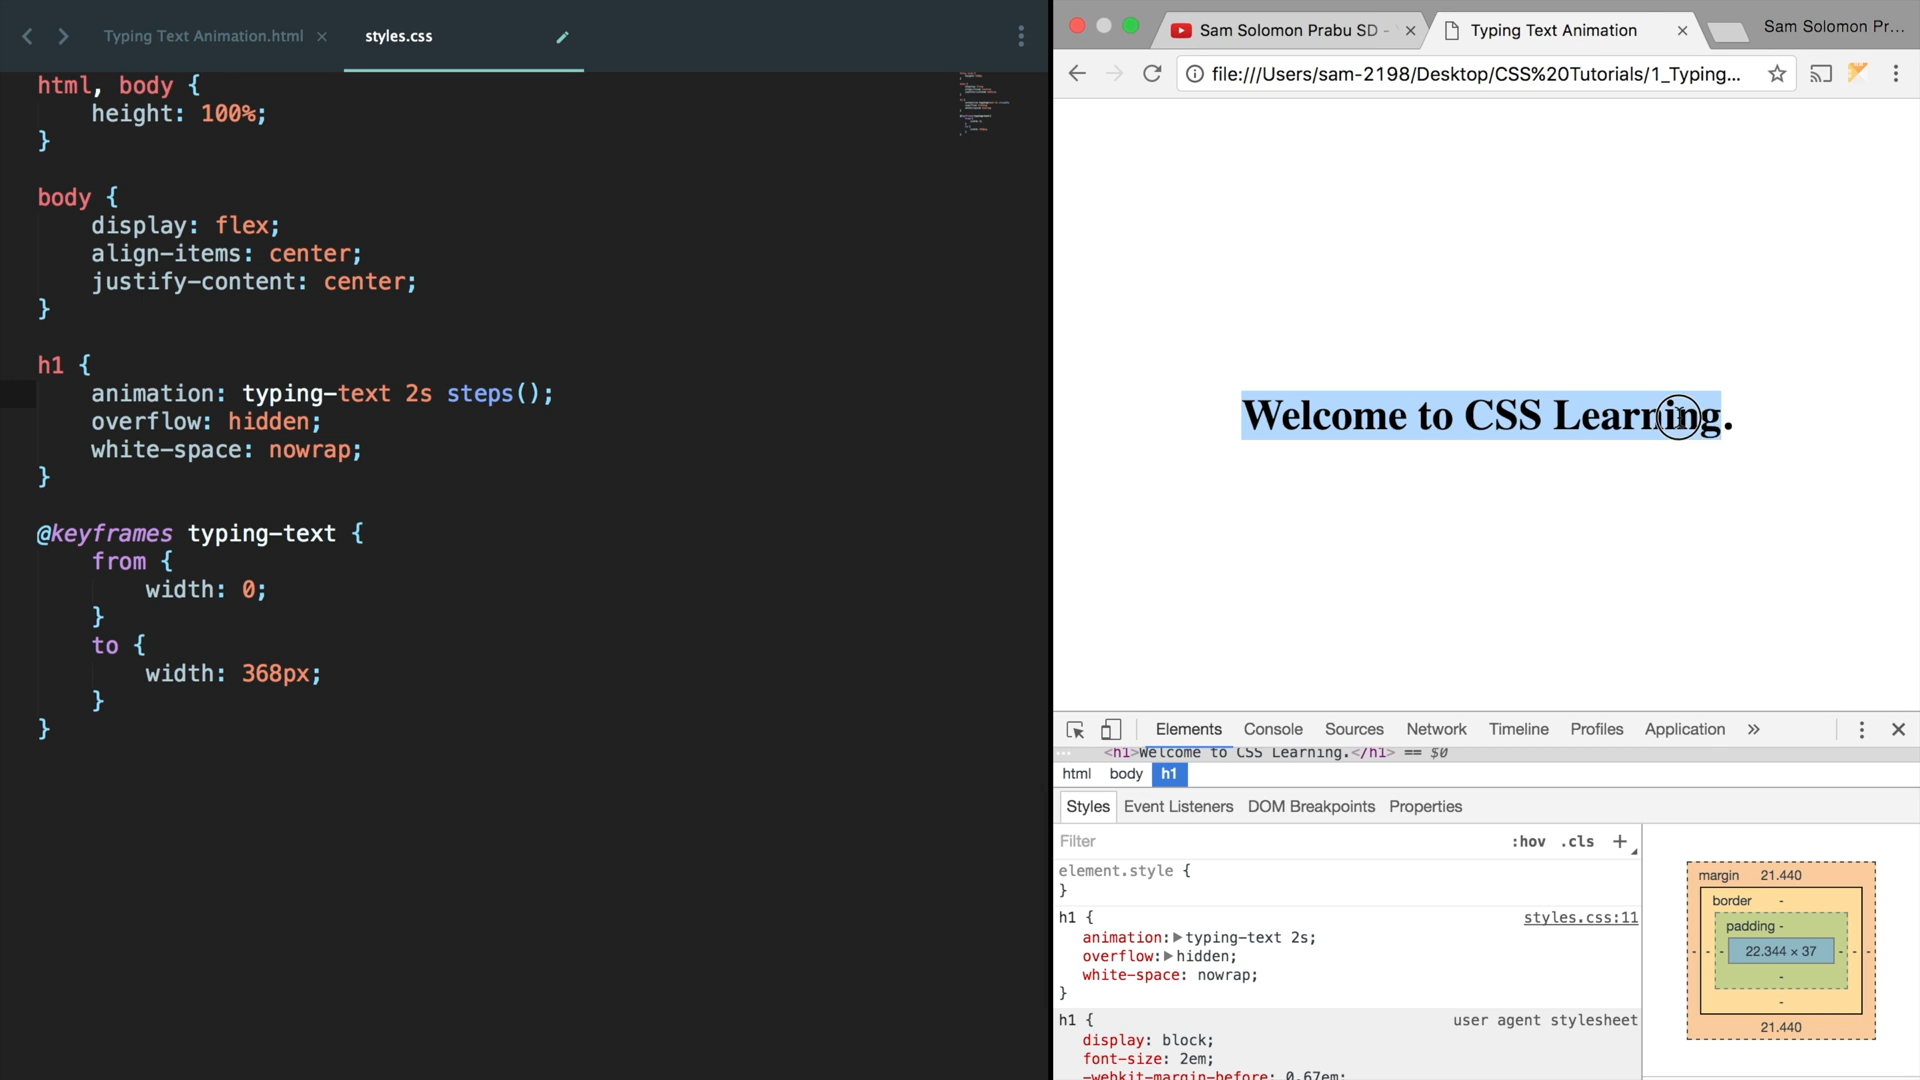 Typing Text Animation.html ×
styles.css
html, body {
height: 100%;
}
body {
display: flex;
align-items: center;
justify-content: center;
}
h1 {
animation: typing-text 2s steps();
overflow: hidden;
white-space: nowrap;
}
@keyframes typing-text {
from {
width: 0;
}
to {
width: 368px;
}
}
Sam Solomon Prabu SD - ×
Typing Text Animation ×
Sam Solomon Pr...
file:///Users/sam-2198/Desktop/CSS%20Tutorials/1_Typing...
Welcome to CSS Learning.
Elements Console Sources Network Timeline Profiles Application »
... <h1>Welcome to CSS Learning.</h1> == $0
html body h1
Styles Event Listeners DOM Breakpoints Properties
Filter :hov .cls +
element.style {
}
h1 { styles.css:11
animation:▶typing-text 2s;
overflow:▶hidden;
white-space: nowrap;
}
h1 { user agent stylesheet
display: block;
font-size: 2em;
-webkit-margin-before: 0.67em;
margin 21.440
border -
padding -
- - - 22.344 × 37 - - -
-
-
21.440